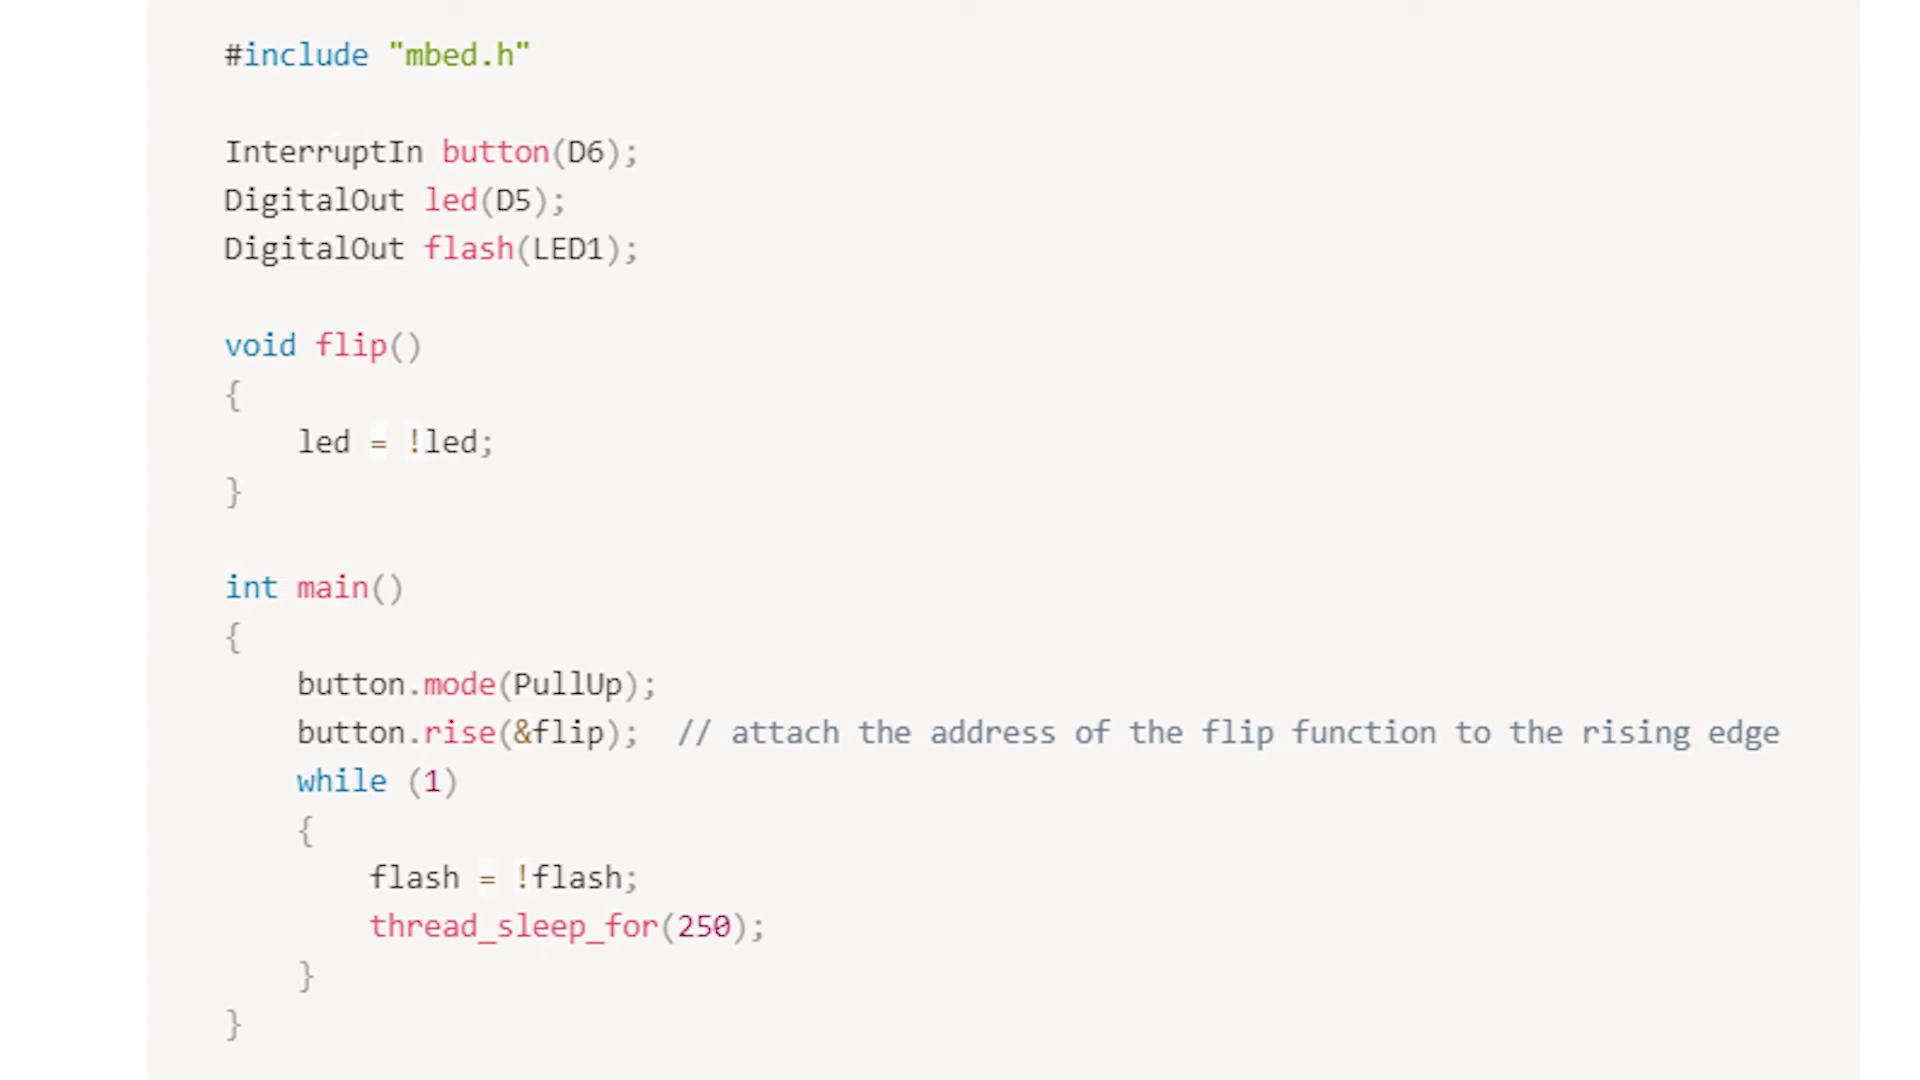 #include "mbed.h"
InterruptIn button(D6);
DigitalOut led(D5);
DigitalOut flash(LED1);
void flip()
{
    led = !led;
}
int main()
{
    button.mode(PullUp);
    button.rise(&flip);  // attach the address of the flip function to the rising edge
    while (1)
    {
        flash = !flash;
        thread_sleep_for(250);
    }
}